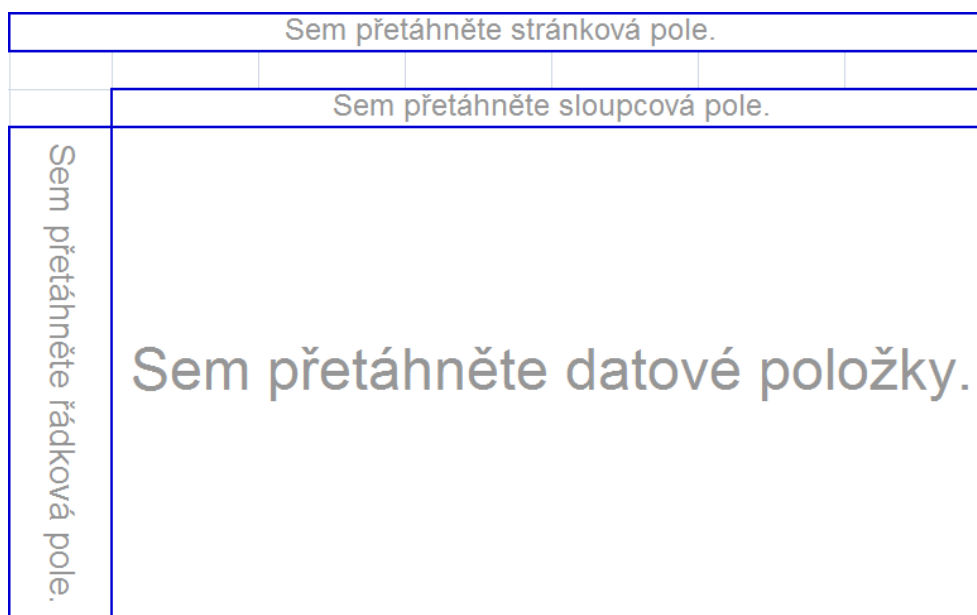 Sem přetáhněte stránková pole.
Sem přetáhněte sloupcová pole.
Sem přetáhněte řádková pole.
Sem přetáhněte datové položky.